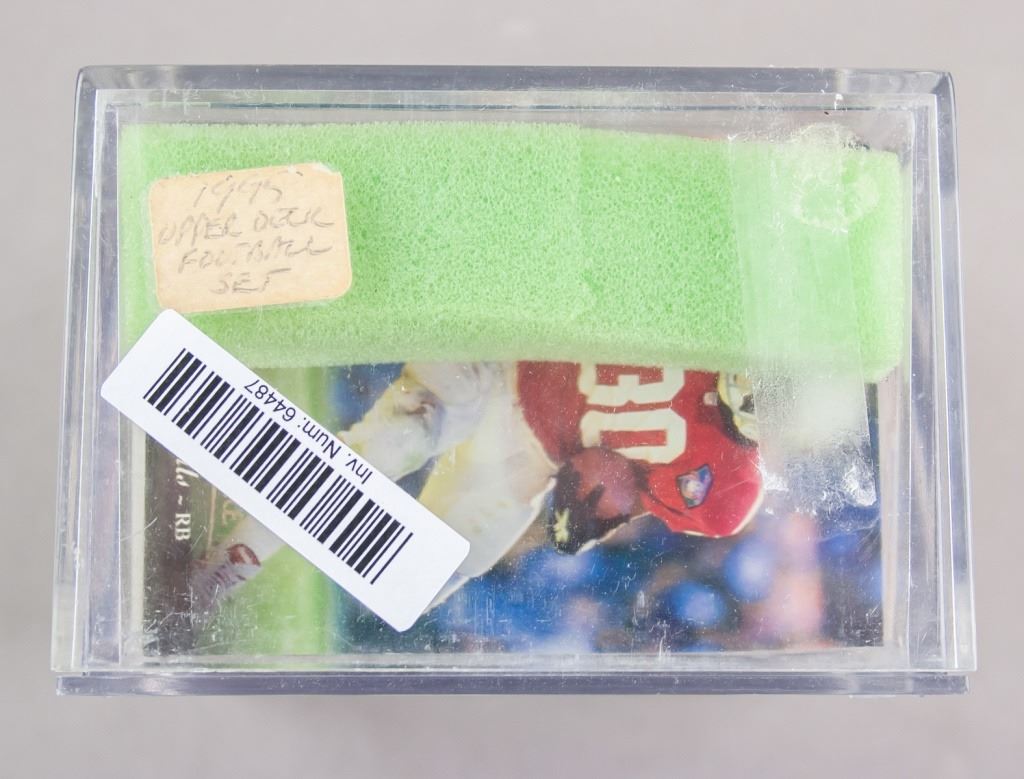 1995
UPPER DECK
FOOTBALL
SET
Inv. Num: 64487
~ RB
30